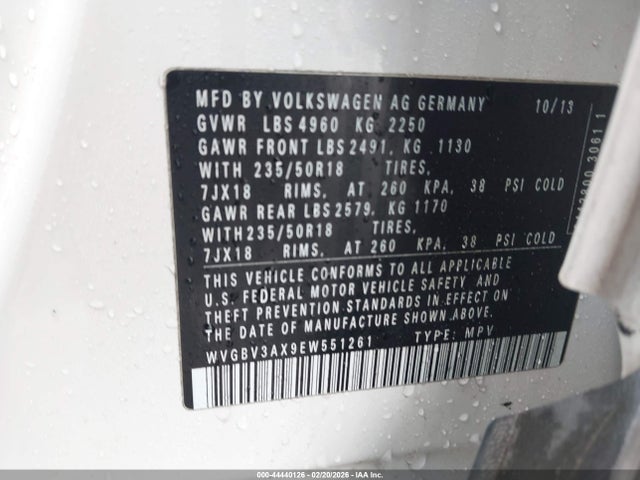 MFD BY VOLKSWAGEN AG GERMANY 10/13
GVWR LBS 4960 KG 2250
GAWR FRONT LBS 2491, KG 1130
WITH 235/50R18 TIRES,
7JX18 RIMS, AT 260 KPA, 38 PSI COLD
GAWR REAR LBS 2579, KG 1170
WITH235/50R18 TIRES,
7JX18 RIMS, AT 260 KPA, 38 PSI COLD
THIS VEHICLE CONFORMS TO ALL APPLICABLE
U.S. FEDERAL MOTOR VEHICLE SAFETY AND
THEFT PREVENTION STANDARDS IN EFFECT ON
THE DATE OF MANUFACTURE SHOWN ABOVE.
WVGBV3AX9EW551261 TYPE: MPV
000-44440126 - 02/20/2026 - IAAI, Inc.